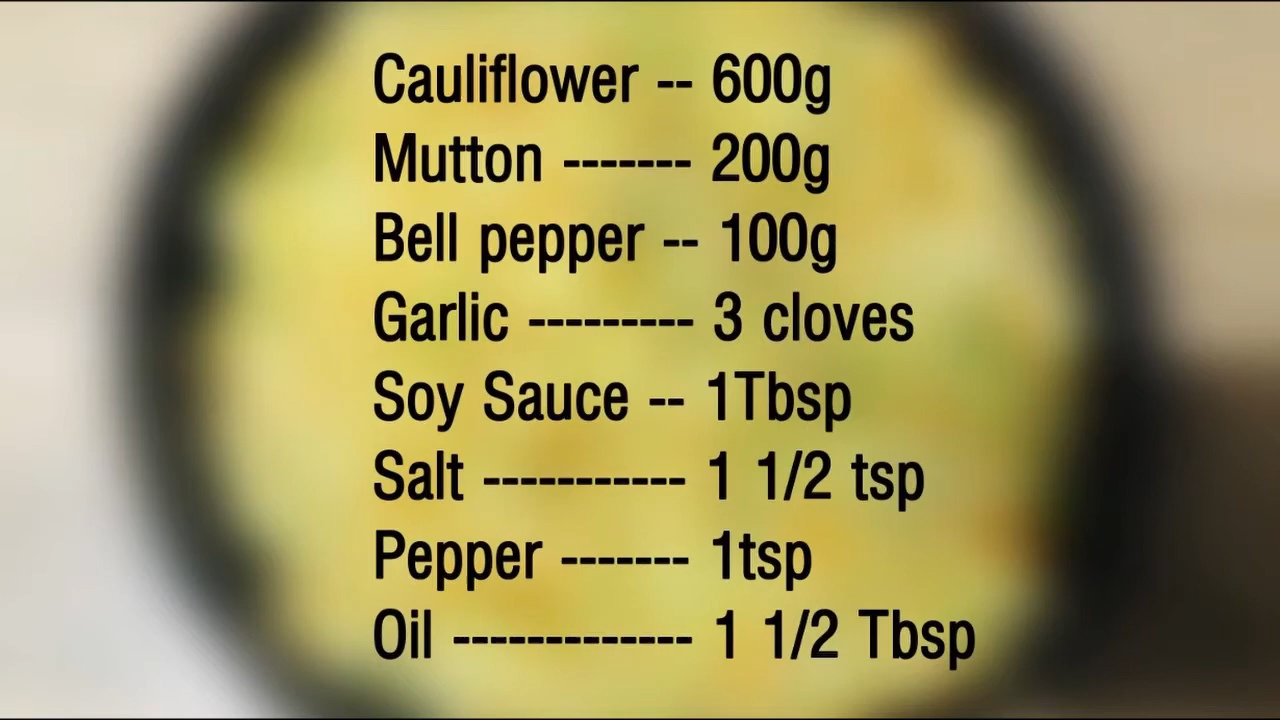 Cauliflower -- 600g
Mutton ------- 200g
Bell pepper -- 100g
Garlic --------- 3 cloves
Soy Sauce -- 1Tbsp
Salt ----------- 1 1/2 tsp
Pepper ------- 1tsp
Oil ------------- 1 1/2 Tbsp